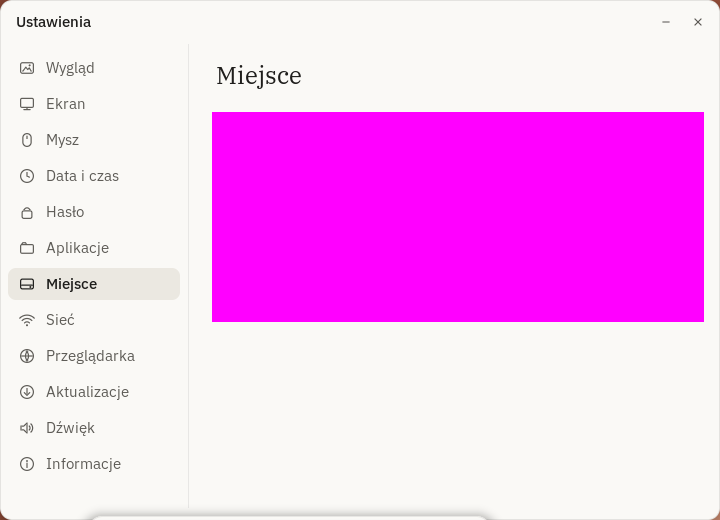 Ustawienia
Wygląd
Ekran
Mysz
Data i czas
Hasło
Aplikacje
Miejsce
Sieć
Przeglądarka
Aktualizacje
Dźwięk
Informacje
Miejsce